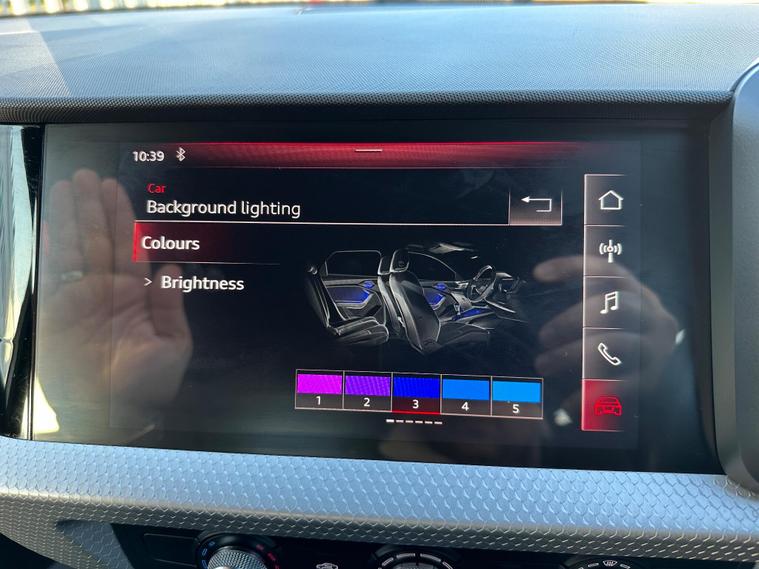 10:39
Car
Background lighting
Colours
> Brightness
1 2 3 4 5